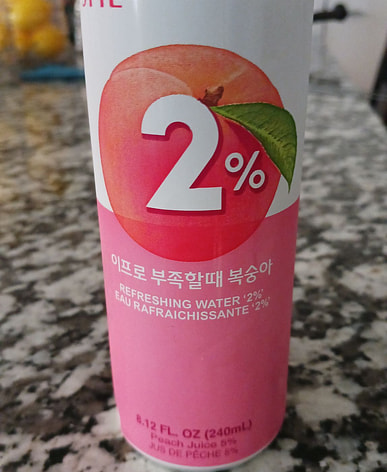 2%
이프로 부족할때 복숭아
REFRESHING WATER '2%'
EAU RAFRAICHISSANTE '2%'
8.12 FL. OZ (240mL)
Peach Juice 5%
JUS DE PÊCHE 5%